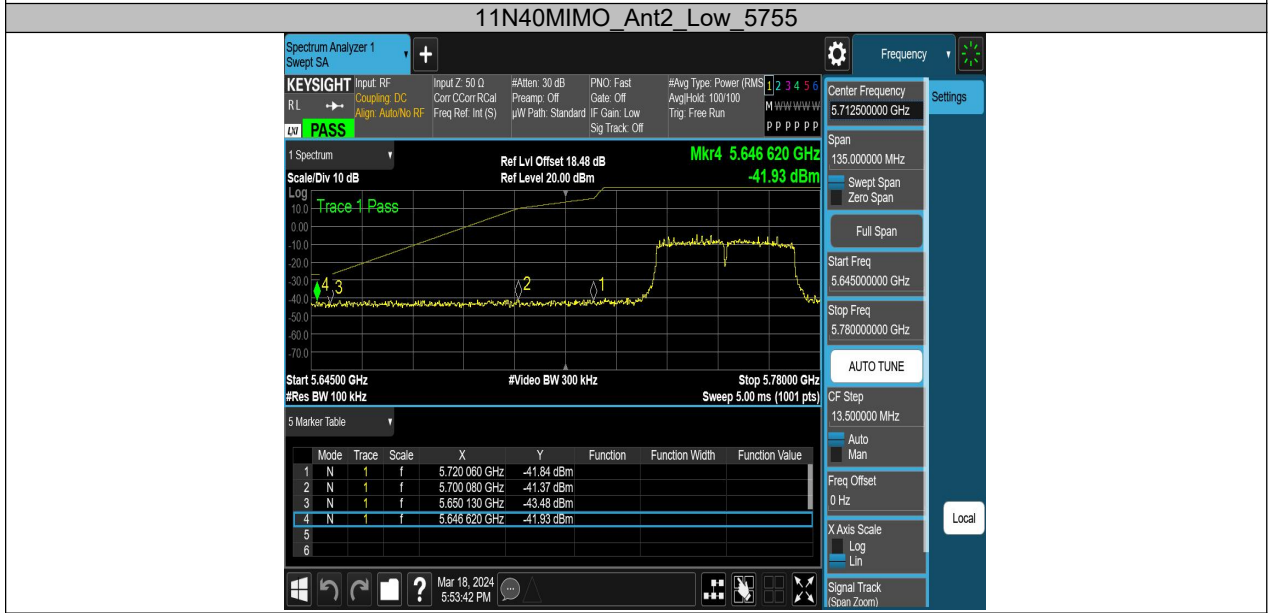 11N40MIMO_Ant2_Low_5755
Spectrum Analyzer 1
Swept SA
+
Frequency
KEYSIGHT
RL
LXI PASS
Input: RF
Coupling: DC
Align: Auto/No RF
Input Z: 50 Ω
Corr CCorr RCal
Freq Ref: Int (S)
#Atten: 30 dB
Preamp: Off
µW Path: Standard
PNO: Fast
Gate: Off
IF Gain: Low
Sig Track: Off
#Avg Type: Power (RMS
Avg|Hold: 100/100
Trig: Free Run
1 2 3 4 5 6
M W W W W W
P P P P P P
1 Spectrum
Scale/Div 10 dB
Ref Lvl Offset 18.48 dB
Ref Level 20.00 dBm
Mkr4 5.646 620 GHz
-41.93 dBm
Log
Trace 1 Pass
10.0
0.00
-10.0
-20.0
-30.0
-40.0
-50.0
-60.0
-70.0
4 3 2 1
Start 5.64500 GHz
#Video BW 300 kHz
Stop 5.78000 GHz
#Res BW 100 kHz
Sweep 5.00 ms (1001 pts)
5 Marker Table
Mode Trace Scale X Y Function Function Width Function Value
1 N 1 f 5.720 060 GHz -41.84 dBm
2 N 1 f 5.700 080 GHz -41.37 dBm
3 N 1 f 5.650 130 GHz -43.48 dBm
4 N 1 f 5.646 620 GHz -41.93 dBm
5
6
Center Frequency
5.712500000 GHz
Settings
Span
135.000000 MHz
Swept Span
Zero Span
Full Span
Start Freq
5.645000000 GHz
Stop Freq
5.780000000 GHz
AUTO TUNE
CF Step
13.500000 MHz
Auto
Man
Freq Offset
0 Hz
X Axis Scale
Log
Lin
Local
Signal Track
(Span Zoom)
?
Mar 18, 2024
5:53:42 PM